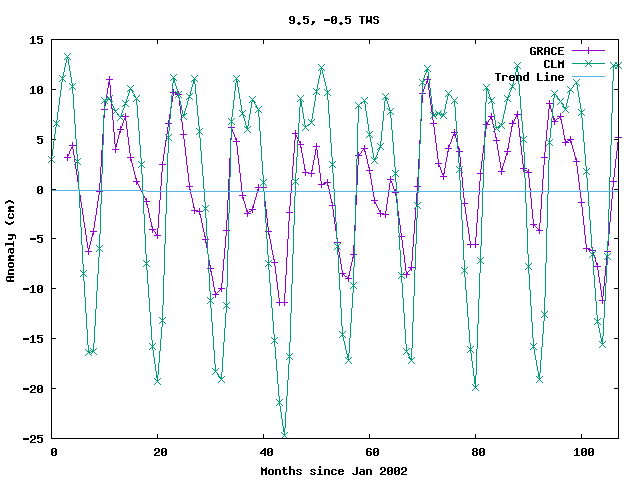 9.5, -0.5 TWS
GRACE
CLM
Trend Line
15
10
5
0
-5
-10
-15
-20
-25
Anomaly (cm)
0 20 40 60 80 100
Months since Jan 2002